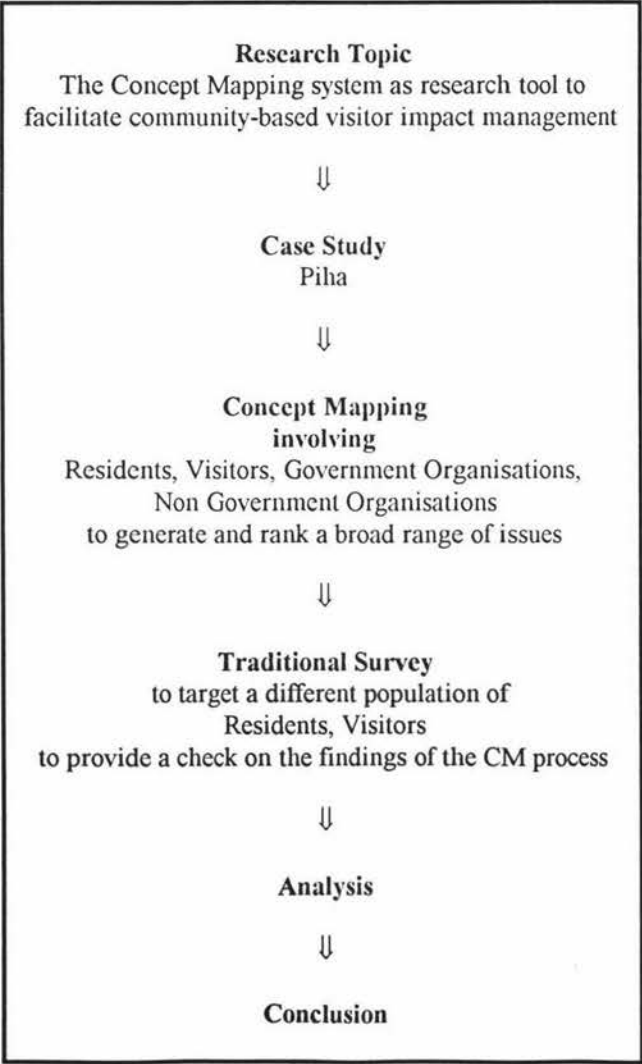 Research Topic
The Concept Mapping system as research tool to
facilitate community-based visitor impact management
⇓
Case Study
Piha
⇓
Concept Mapping
involving
Residents, Visitors, Government Organisations,
Non Government Organisations
to generate and rank a broad range of issues
⇓
Traditional Survey
to target a different population of
Residents, Visitors
to provide a check on the findings of the CM process
⇓
Analysis
⇓
Conclusion